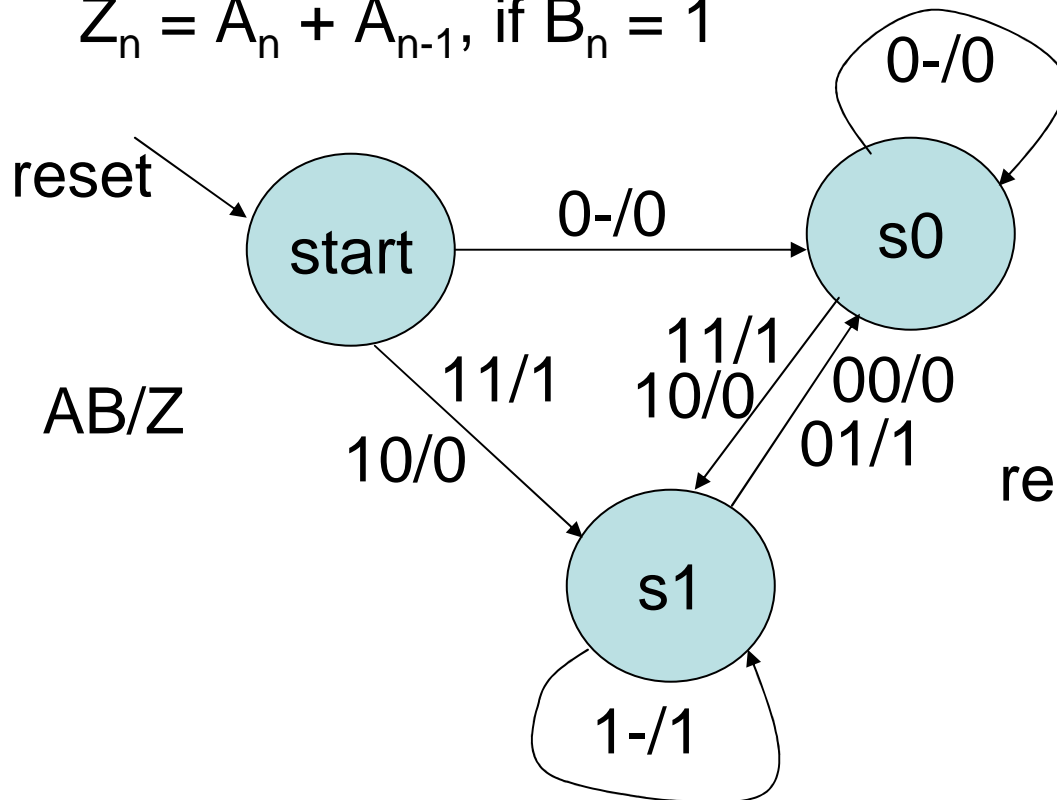 Zₙ = Aₙ + Aₙ₋₁, if Bₙ = 1
0-/0
reset
start
0-/0
s0
11/1
10/0
11/1
10/0
00/0
01/1
AB/Z
re
s1
1-/1